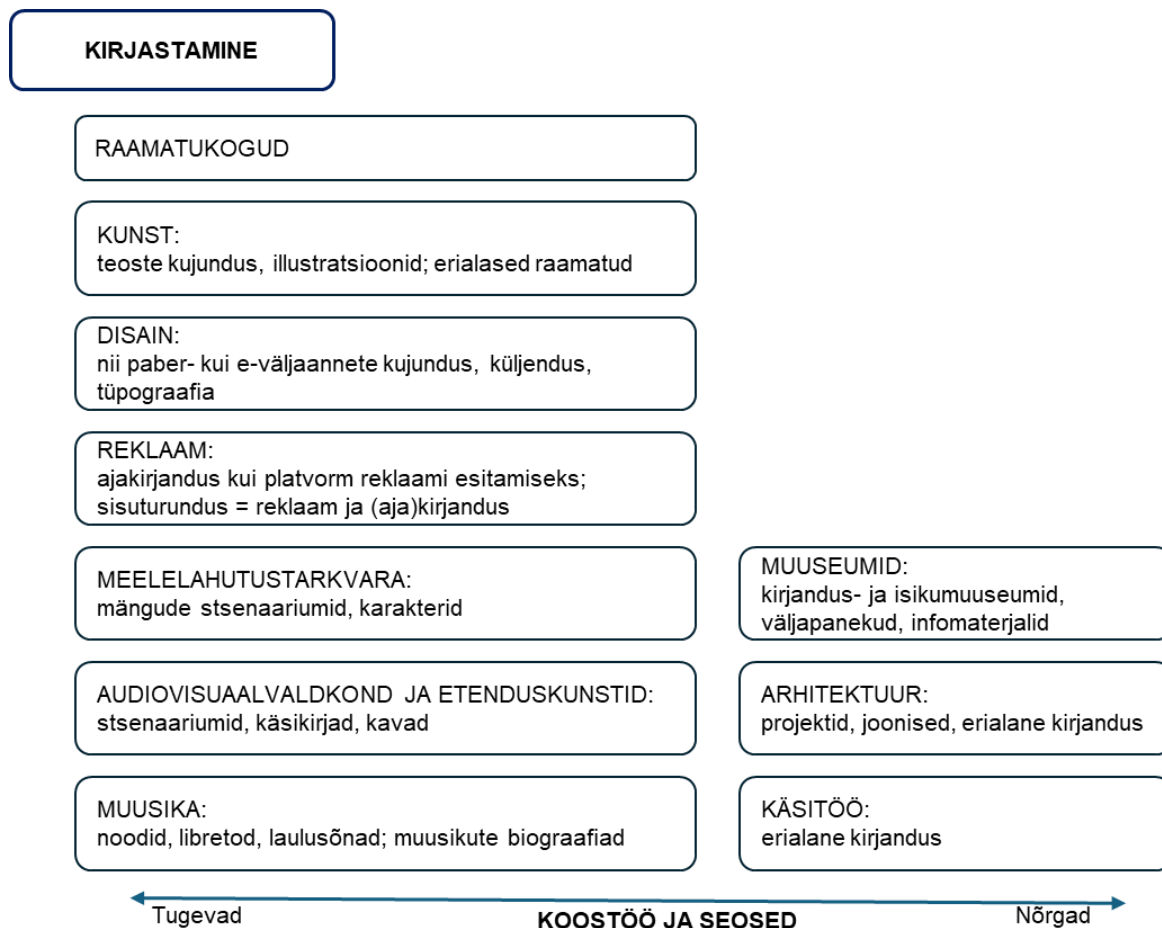 KIRJASTAMINE
RAAMATUKOGUD
KUNST:
teoste kujundus, illustratsioonid; erialased raamatud
DISAIN:
nii paber- kui e-väljaannete kujundus, küljendus,
tüpograafia
REKLAAM:
ajakirjandus kui platvorm reklaami esitamiseks;
sisuturundus = reklaam ja (aja)kirjandus
MEELELAHUTUSTARKVARA:
mängude stsenaariumid, karakterid
MUUSEUMID:
kirjandus- ja isikumuuseumid,
väljapanekud, infomaterjalid
AUDIOVISUAALVALDKOND JA ETENDUSKUNSTID:
stsenaariumid, käsikirjad, kavad
ARHITEKTUUR:
projektid, joonised, erialane kirjandus
MUUSIKA:
noodid, libretod, laulusõnad; muusikute biograafiad
KÄSITÖÖ:
erialane kirjandus
Tugevad
KOOSTÖÖ JA SEOSED
Nõrgad